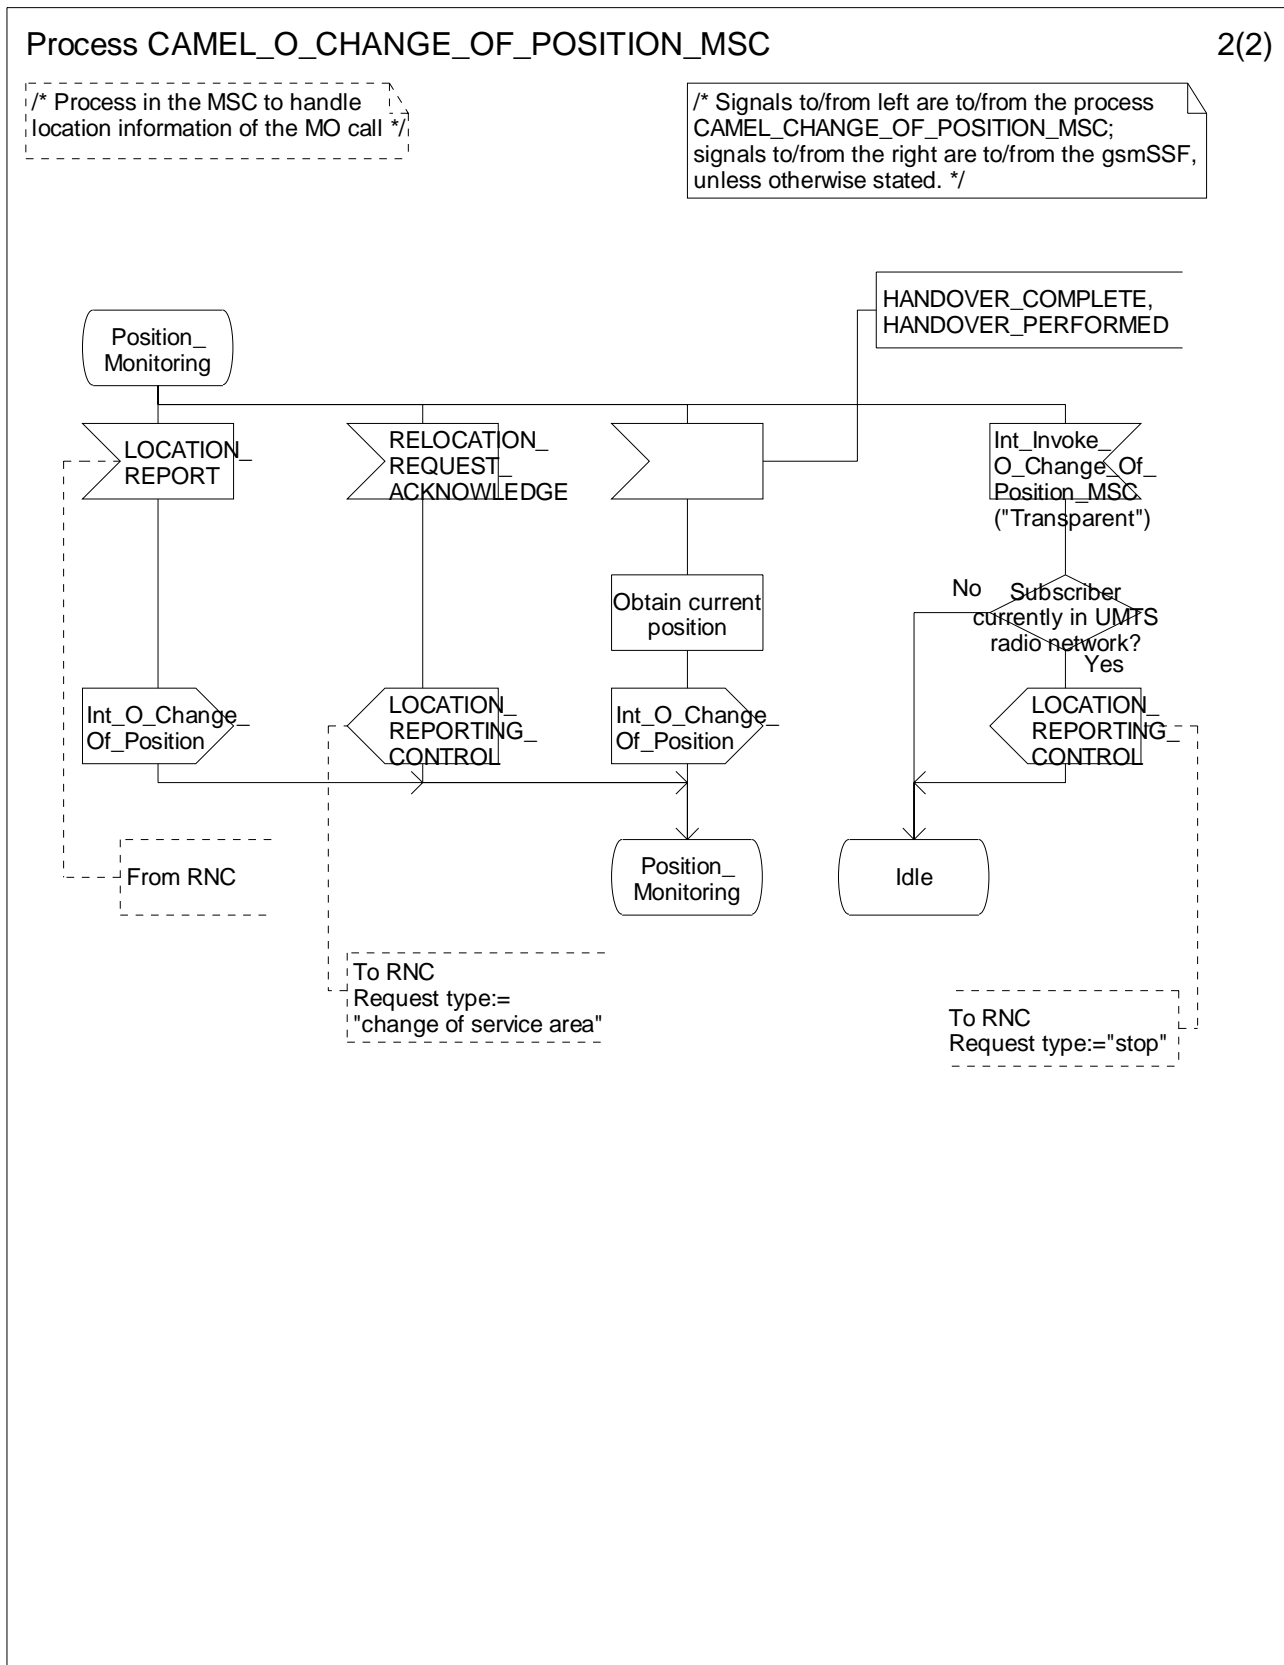 Process CAMEL_O_CHANGE_OF_POSITION_MSC
2(2)
/* Process in the MSC to handle
location information of the MO call */
/* Signals to/from left are to/from the process
CAMEL_CHANGE_OF_POSITION_MSC;
signals to/from the right are to/from the gsmSSF,
unless otherwise stated. */
HANDOVER_COMPLETE,
HANDOVER_PERFORMED
Position_
Monitoring
LOCATION_
REPORT
RELOCATION_
REQUEST_
ACKNOWLEDGE
Int_Invoke_
O_Change_Of_
Position_MSC
("Transparent")
Obtain current
position
No
Subscriber
currently in UMTS
radio network?
Yes
Int_O_Change_
Of_Position
LOCATION_
REPORTING_
CONTROL
Int_O_Change_
Of_Position
LOCATION_
REPORTING_
CONTROL
From RNC
Position_
Monitoring
Idle
To RNC
Request type:=
"change of service area"
To RNC
Request type:="stop"